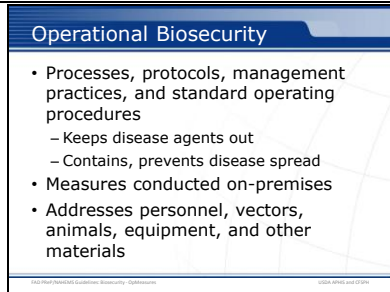 Operational Biosecurity
• Processes, protocols, management
practices, and standard operating
procedures
– Keeps disease agents out
– Contains, prevents disease spread
• Measures conducted on-premises
• Addresses personnel, vectors,
animals, equipment, and other
materials
FAD PReP/NAHEMS Guidelines: Biosecurity - OpMeasures
USDA APHIS and CFSPH